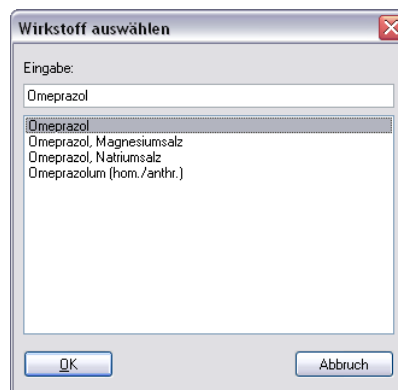 Wirkstoff auswählen
Eingabe:
Omeprazol
Omeprazol
Omeprazol, Magnesiumsalz
Omeprazol, Natriumsalz
Omeprazolum (hom./anthr.)
OK
Abbruch